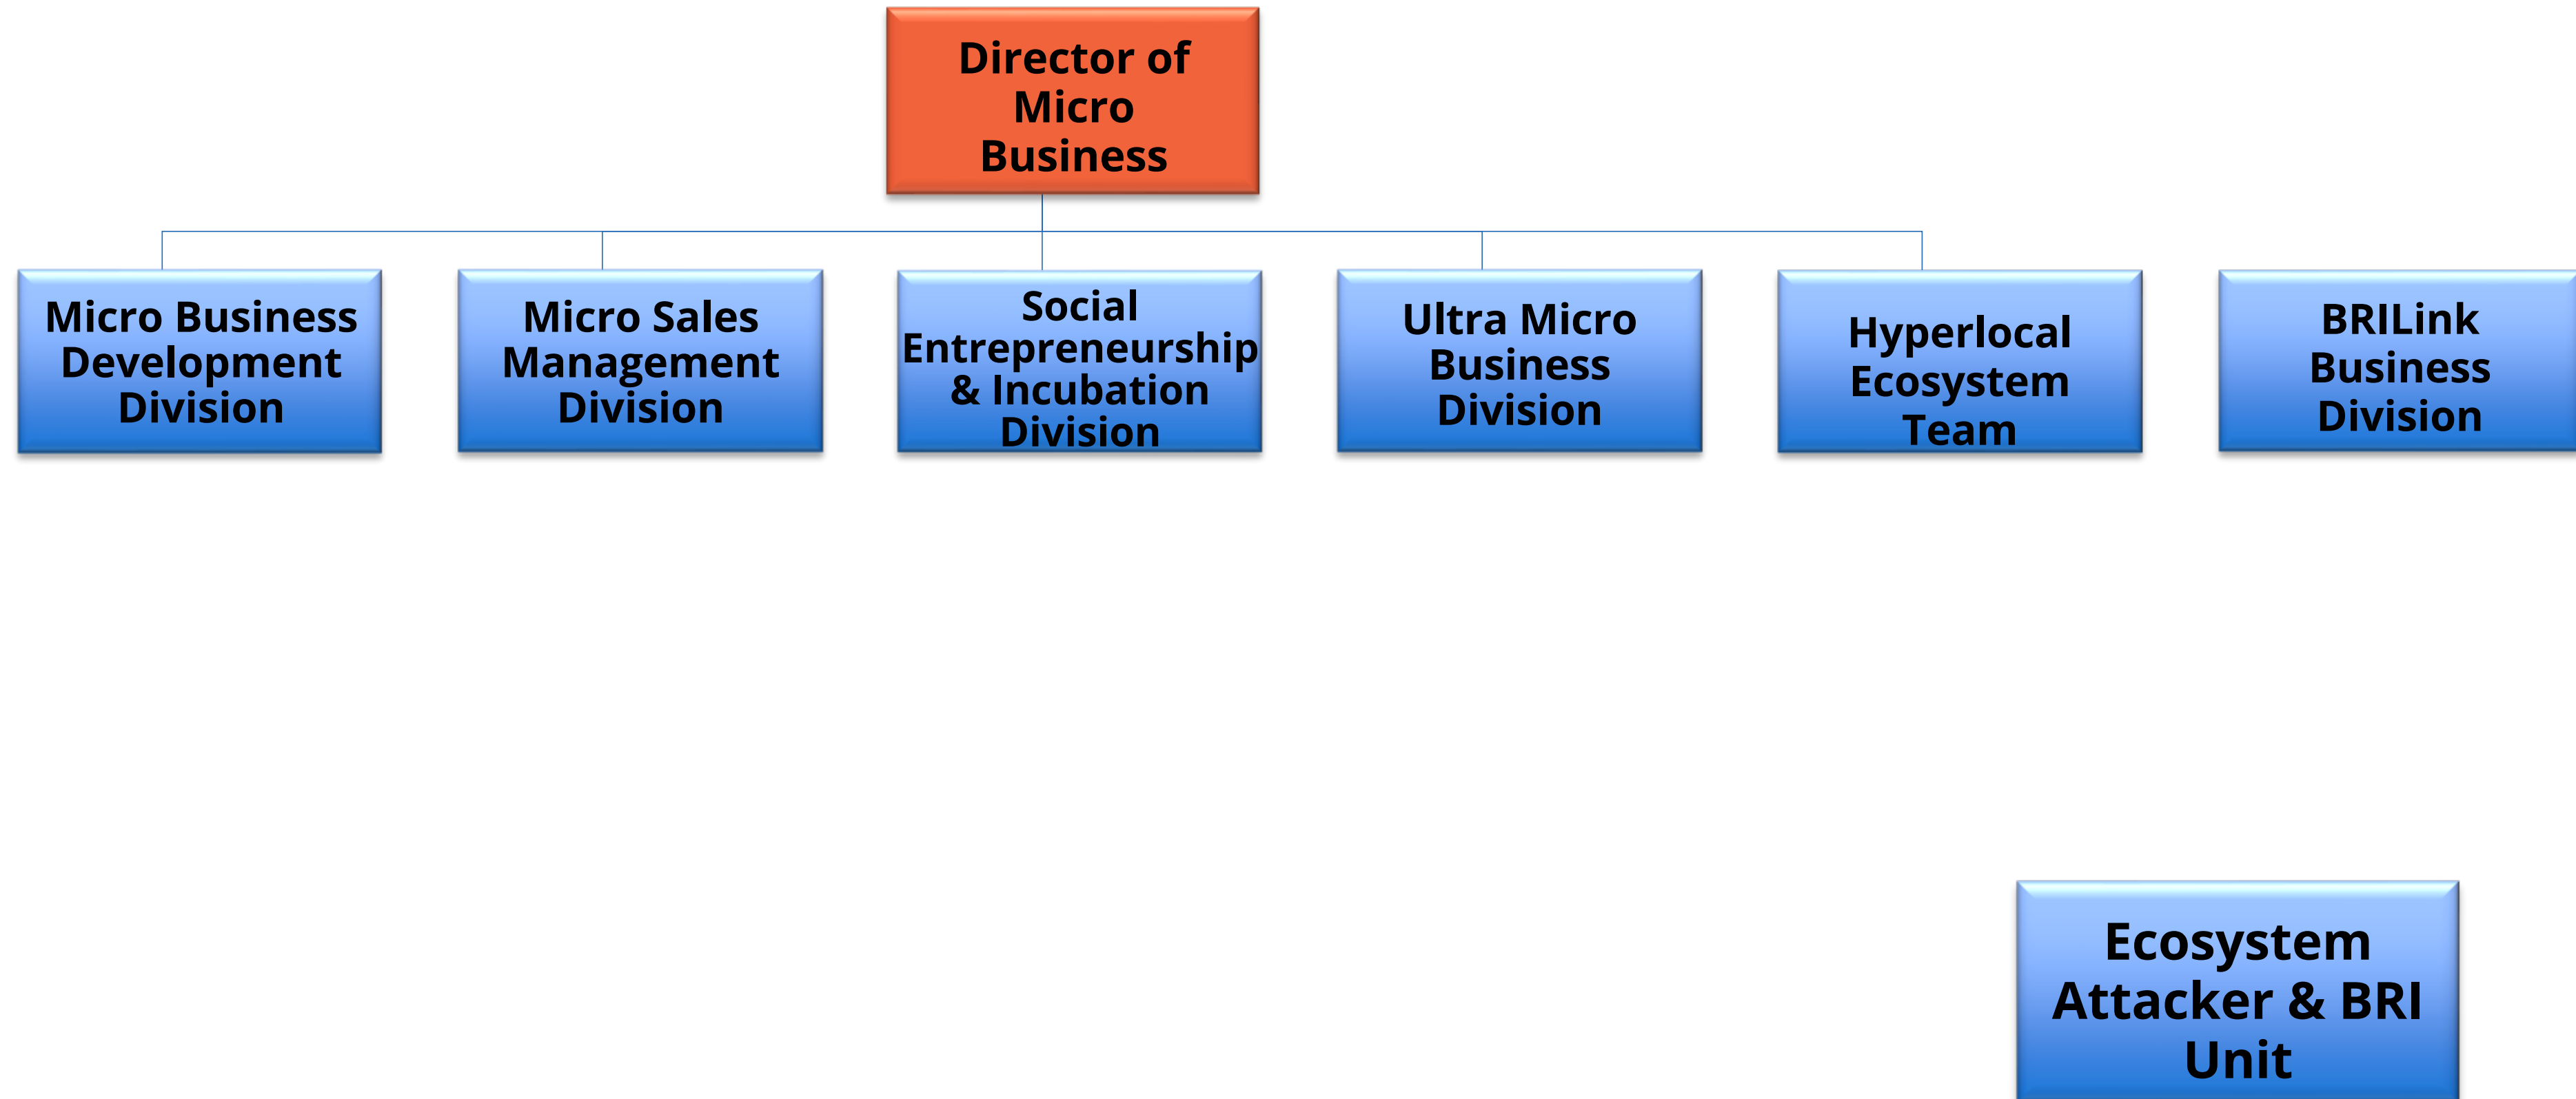 Director of
Micro
Business
Micro Business
Development
Division
Micro Sales
Management
Division
Social
Entrepreneurship
& Incubation
Division
Ultra Micro
Business
Division
Hyperlocal
Ecosystem
Team
BRILink
Business
Division
Ecosystem
Attacker & BRI
Unit